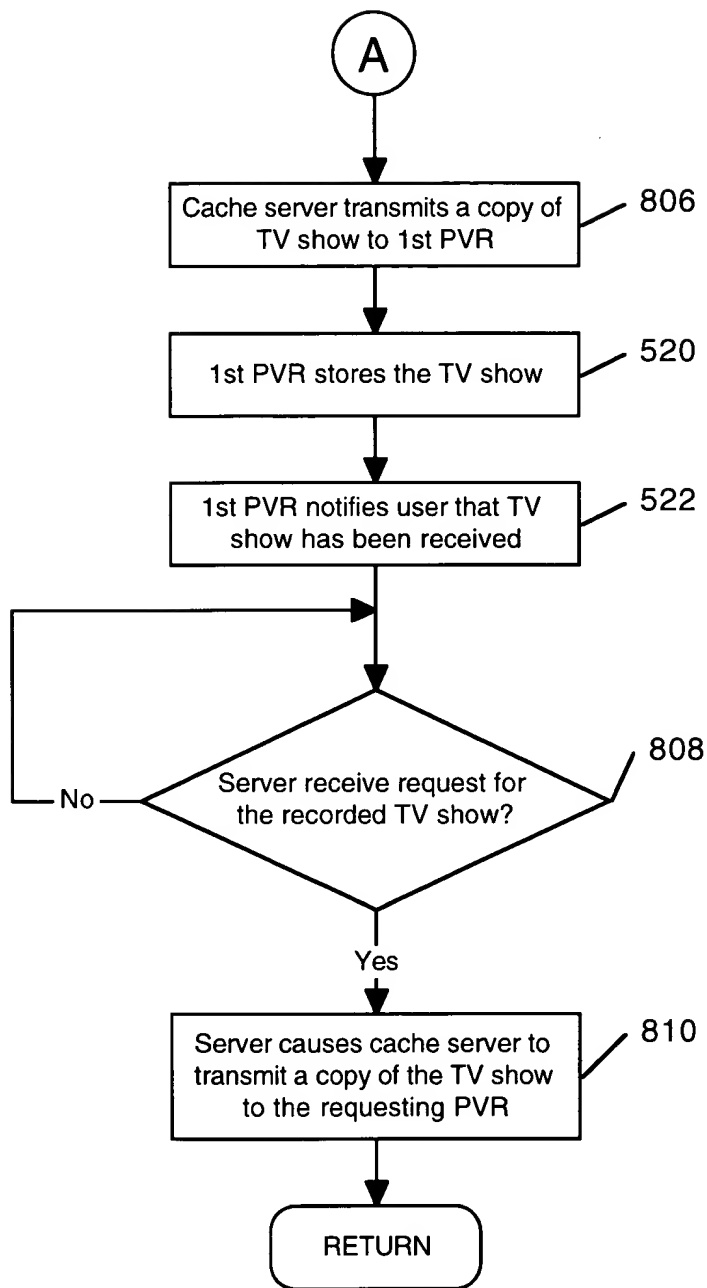 A
Cache server transmits a copy of
TV show to 1st PVR
806
1st PVR stores the TV show
520
1st PVR notifies user that TV
show has been received
522
Server receive request for
the recorded TV show?
808
No
Yes
Server causes cache server to
transmit a copy of the TV show
to the requesting PVR
810
RETURN